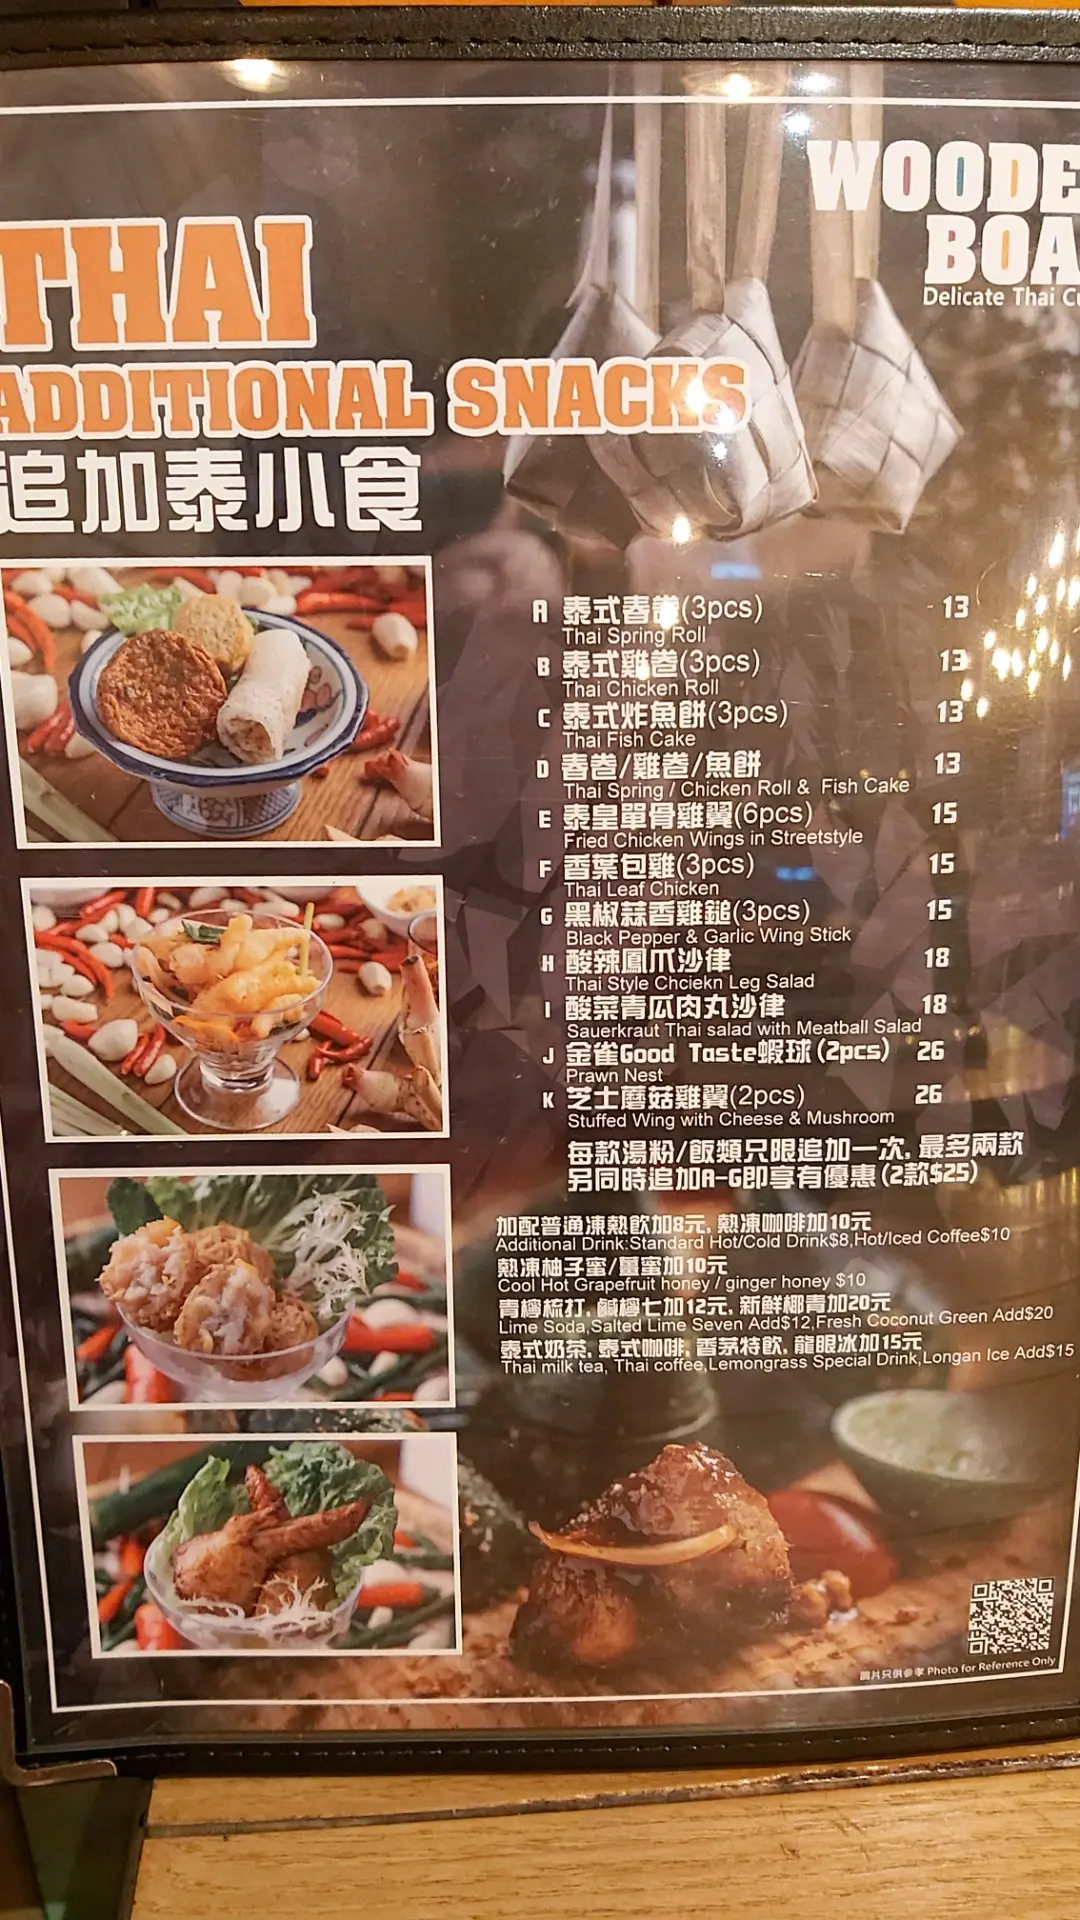 WOODE
BOA
Delicate Thai C
THAI
ADDITIONAL SNACKS
追加泰小食
A 泰式春卷(3pcs) 13
Thai Spring Roll
B 泰式雞卷(3pcs) 13
Thai Chicken Roll
C 泰式炸魚餅(3pcs) 13
Thai Fish Cake
D 春卷/雞卷/魚餅 13
Thai Spring / Chicken Roll & Fish Cake
E 泰皇單骨雞翼(6pcs) 15
Fried Chicken Wings in Streetstyle
F 香葉包雞(3pcs) 15
Thai Leaf Chicken
G 黑椒蒜香雞鎚(3pcs) 15
Black Pepper & Garlic Wing Stick
H 酸辣鳳爪沙律 18
Thai Style Chciekn Leg Salad
I 酸菜青瓜肉丸沙律 18
Sauerkraut Thai salad with Meatball Salad
J 金雀Good Taste蝦球(2pcs) 26
Prawn Nest
K 芝士蘑菇雞翼(2pcs) 26
Stuffed Wing with Cheese & Mushroom
每款湯粉/飯類只限追加一次, 最多兩款
另同時追加A-G即享有優惠(2款$25)
加配普通凍熱飲加8元, 熱凍咖啡加10元
Additional Drink:Standard Hot/Cold Drink$8,Hot/Iced Coffee$10
熱凍柚子蜜/薑蜜加10元
Cool Hot Grapefruit honey / ginger honey $10
青檸梳打, 鹹檸七加12元, 新鮮椰青加20元
Lime Soda,Salted Lime Seven Add$12,Fresh Coconut Green Add$20
泰式奶茶, 泰式咖啡, 香茅特飲, 龍眼冰加15元
Thai milk tea, Thai coffee,Lemongrass Special Drink,Longan Ice Add$15
圖片只供參考 Photo for Reference Only